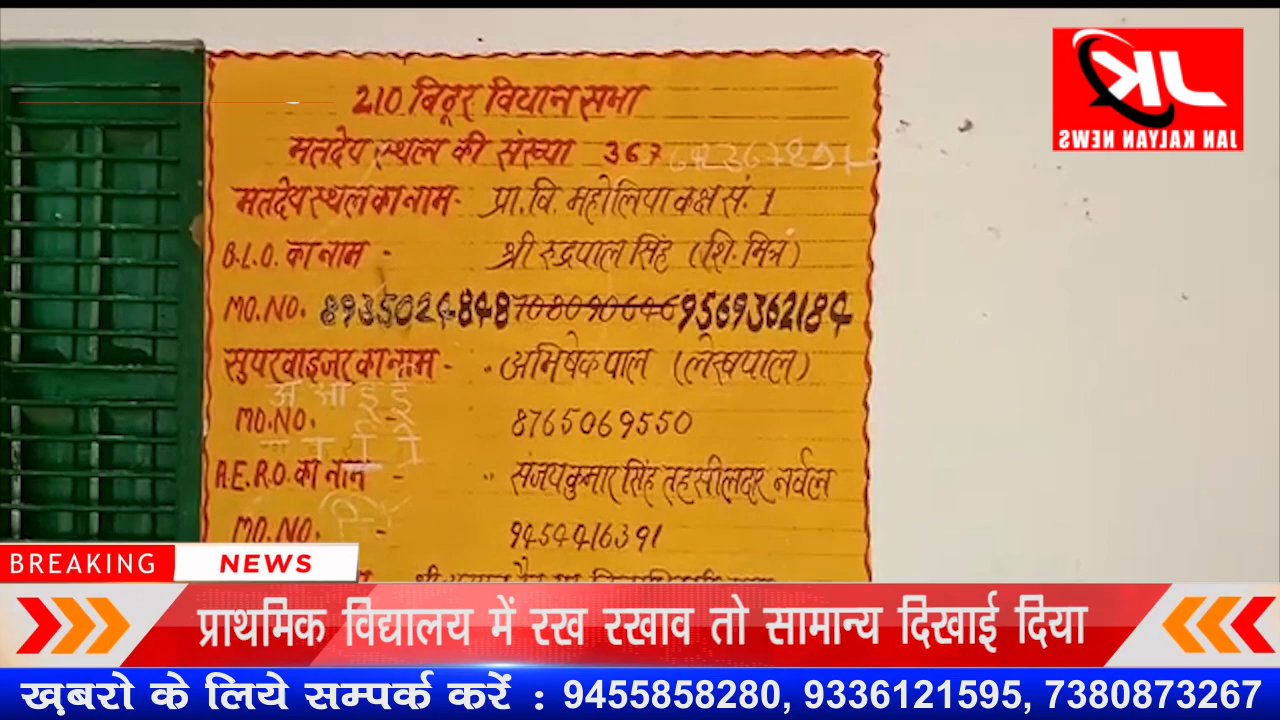 210 बिठूर विधान सभा
मतदेय स्थल की संख्या 367
मतदेय स्थल का नाम- प्रा. वि. महोलिया कक्ष सं. 1
B.L.O. का नाम - श्री रुद्रपाल सिंह (शि. मित्र)
MO.NO. 8935024848 708090646 9569362184
सुपरवाइजर का नाम - अभिषेक पाल (लेखपाल)
अ आ इ ई
MO.NO. - 8765069550
A.E.R.O. का नाम - संजय कुमार सिंह तहसीलदार नर्वल
MO.NO. - 9454416391
JAN KALYAN NEWS
BREAKING NEWS
प्राथमिक विद्यालय में रख रखाव तो सामान्य दिखाई दिया
ख़बरो के लिये सम्पर्क करें : 9455858280, 9336121595, 7380873267